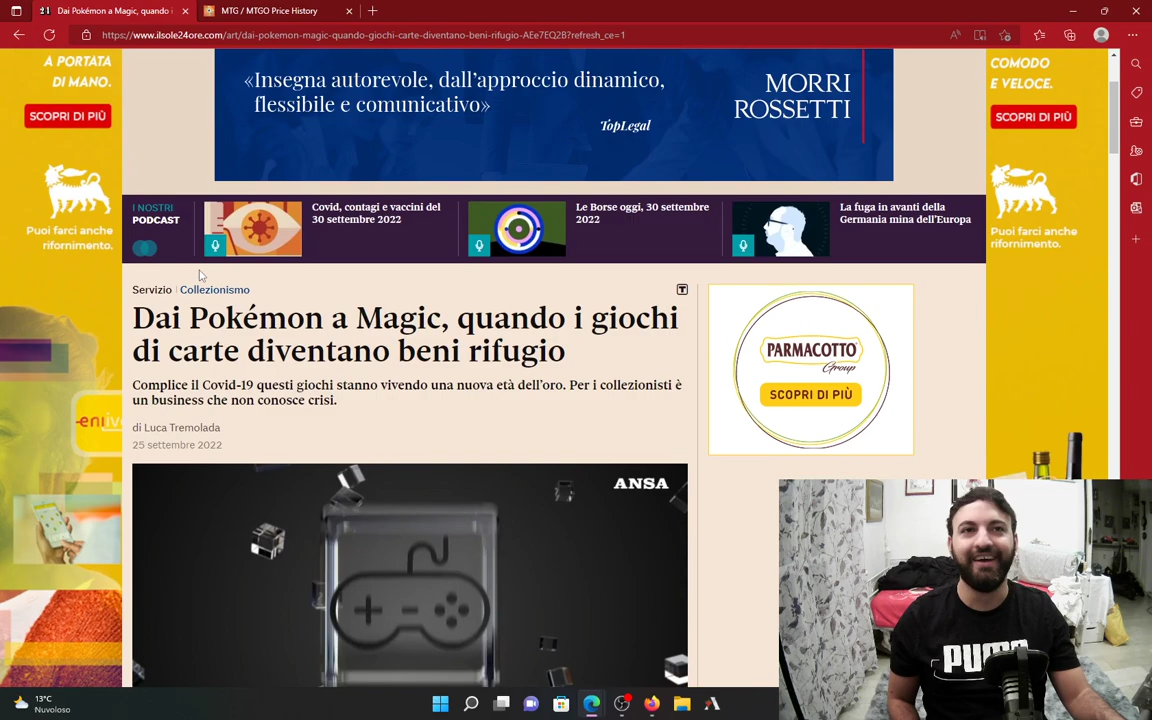 Dai Pokémon a Magic, quando i
MTG / MTGO Price History
https://www.ilsole24ore.com/art/dai-pokemon-magic-quando-giochi-carte-diventano-beni-rifugio-AEe7EQ2B?refresh_ce=1
A PORTATA
DI MANO.
SCOPRI DI PIÙ
Puoi farci anche
rifornimento.
«Insegna autorevole, dall'approccio dinamico,
flessibile e comunicativo»
TopLegal
MORRI
ROSSETTI
COMODO
E VELOCE.
SCOPRI DI PIÙ
Puoi farci anche
rifornimento.
I NOSTRI
PODCAST
Covid, contagi e vaccini del
30 settembre 2022
Le Borse oggi, 30 settembre
2022
La fuga in avanti della
Germania mina dell'Europa
Servizio
Collezionismo
T
Dai Pokémon a Magic, quando i giochi
di carte diventano beni rifugio
Complice il Covid-19 questi giochi stanno vivendo una nuova età dell'oro. Per i collezionisti è
un business che non conosce crisi.
di Luca Tremolada
25 settembre 2022
PARMACOTTO
Group
SCOPRI DI PIÙ
ANSA
PUMA
13°C
Nuvoloso